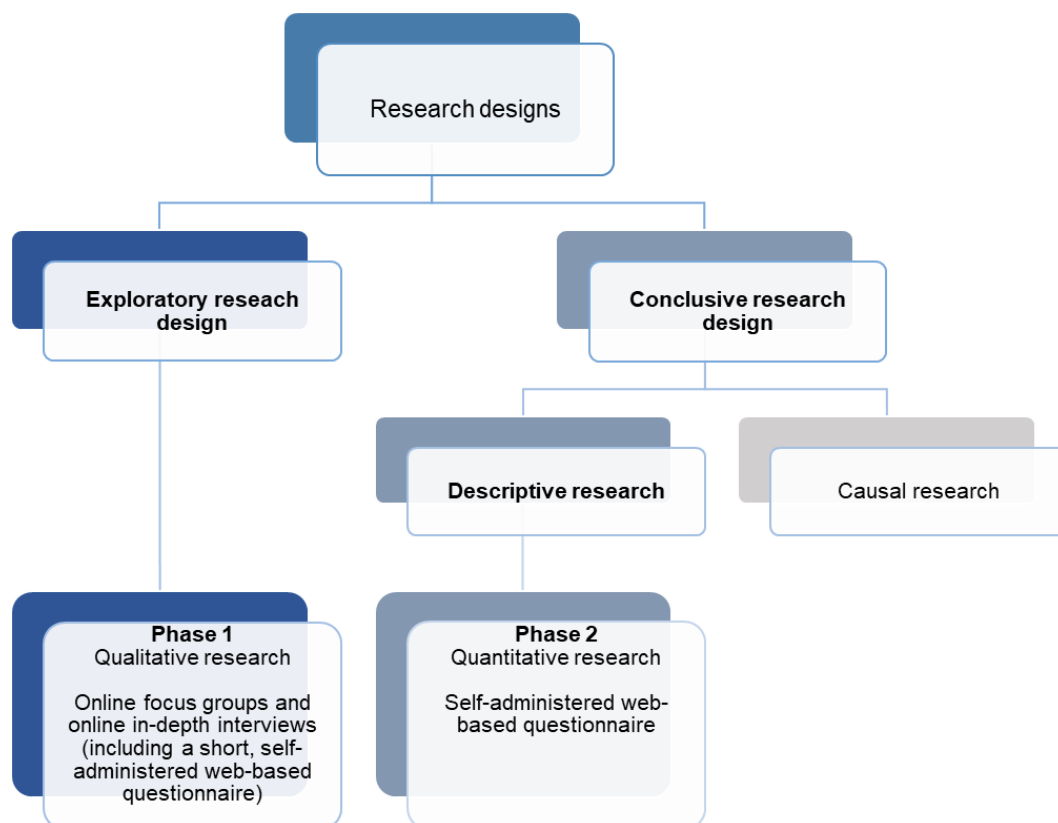 Research designs
Exploratory reseach
design
Conclusive research
design
Descriptive research
Causal research
Phase 1
Qualitative research
Online focus groups and
online in-depth interviews
(including a short, self-
administered web-based
questionnaire)
Phase 2
Quantitative research
Self-administered web-
based questionnaire